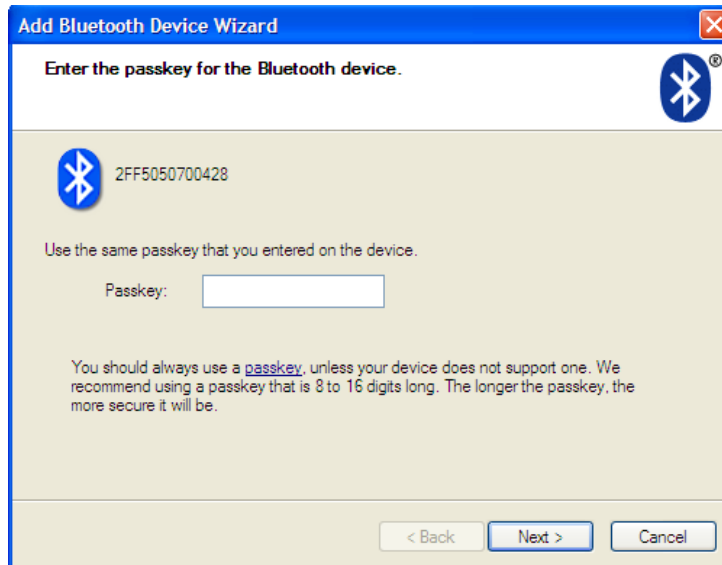 Add Bluetooth Device Wizard
Enter the passkey for the Bluetooth device.
®
2FF5050700428
Use the same passkey that you entered on the device.
Passkey:
You should always use a passkey, unless your device does not support one. We
recommend using a passkey that is 8 to 16 digits long. The longer the passkey, the
more secure it will be.
< Back Next > Cancel